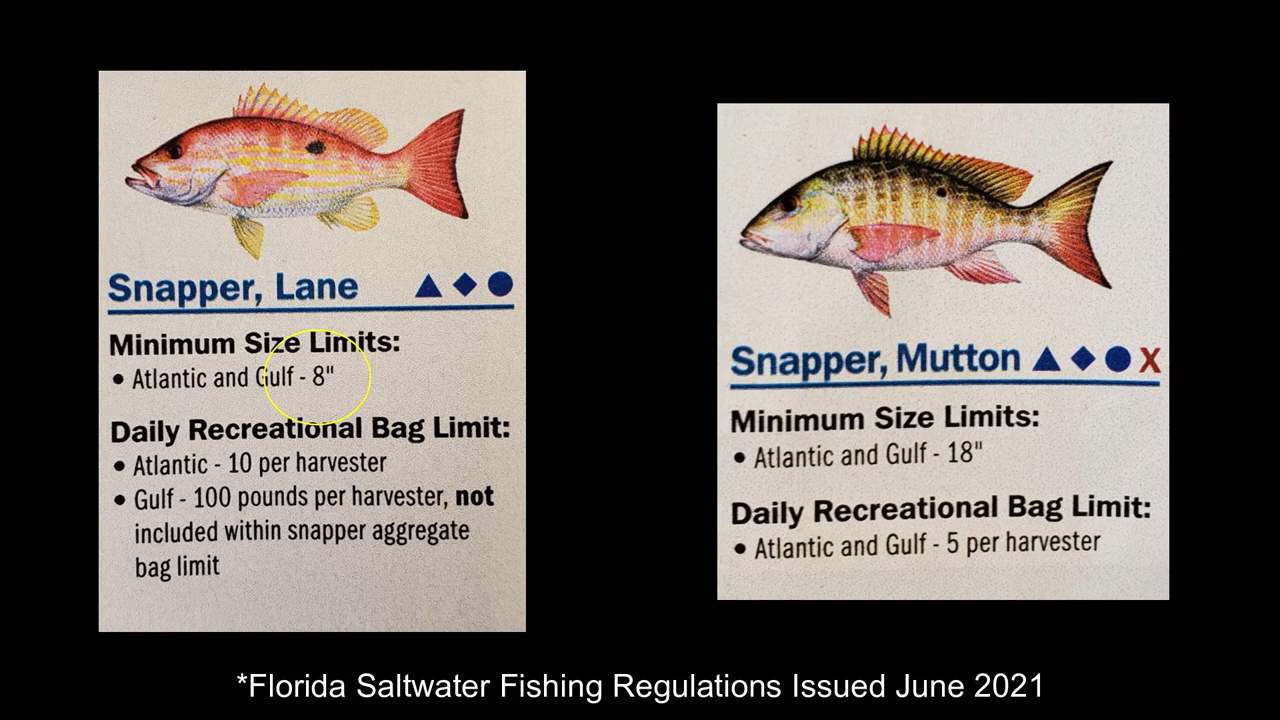 Snapper, Lane
Minimum Size Limits:
• Atlantic and Gulf - 8"
Daily Recreational Bag Limit:
• Atlantic - 10 per harvester
• Gulf - 100 pounds per harvester, not
included within snapper aggregate
bag limit
Snapper, Mutton X
Minimum Size Limits:
• Atlantic and Gulf - 18"
Daily Recreational Bag Limit:
• Atlantic and Gulf - 5 per harvester
*Florida Saltwater Fishing Regulations Issued June 2021